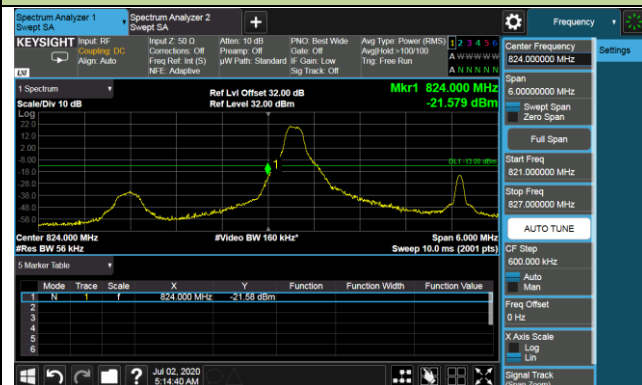 Spectrum Analyzer 1
Swept SA
Spectrum Analyzer 2
Swept SA
+
Frequency
KEYSIGHT
Input: RF
Coupling: DC
Align: Auto
Input Z: 50 Ω
Corrections: Off
Freq Ref: Int (S)
NFE: Adaptive
Atten: 10 dB
Preamp: Off
µW Path: Standard
PNO: Best Wide
Gate: Off
IF Gain: Low
Sig Track: Off
Avg Type: Power (RMS)
Avg|Hold:>100/100
Trig: Free Run
1 2 3 4 5 6
A W W W W W
A N N N N N
LXI
1 Spectrum
Scale/Div 10 dB
Ref Lvl Offset 32.00 dB
Ref Level 32.00 dBm
Mkr1 824.000 MHz
-21.579 dBm
Log
22.0
12.0
2.00
-8.00
-18.0
-28.0
-38.0
-48.0
-58.0
1
DL1 -13.00 dBm
Center 824.000 MHz
#Res BW 56 kHz
#Video BW 160 kHz*
Span 6.000 MHz
Sweep 10.0 ms (2001 pts)
5 Marker Table
Mode Trace Scale X Y Function Function Width Function Value
1 N 1 f 824.000 MHz -21.58 dBm
2
3
4
5
6
Jul 02, 2020
5:14:40 AM
Center Frequency
824.000000 MHz
Settings
Span
6.00000000 MHz
Swept Span
Zero Span
Full Span
Start Freq
821.000000 MHz
Stop Freq
827.000000 MHz
AUTO TUNE
CF Step
600.000 kHz
Auto
Man
Freq Offset
0 Hz
X Axis Scale
Log
Lin
Signal Track
(Span Zoom)